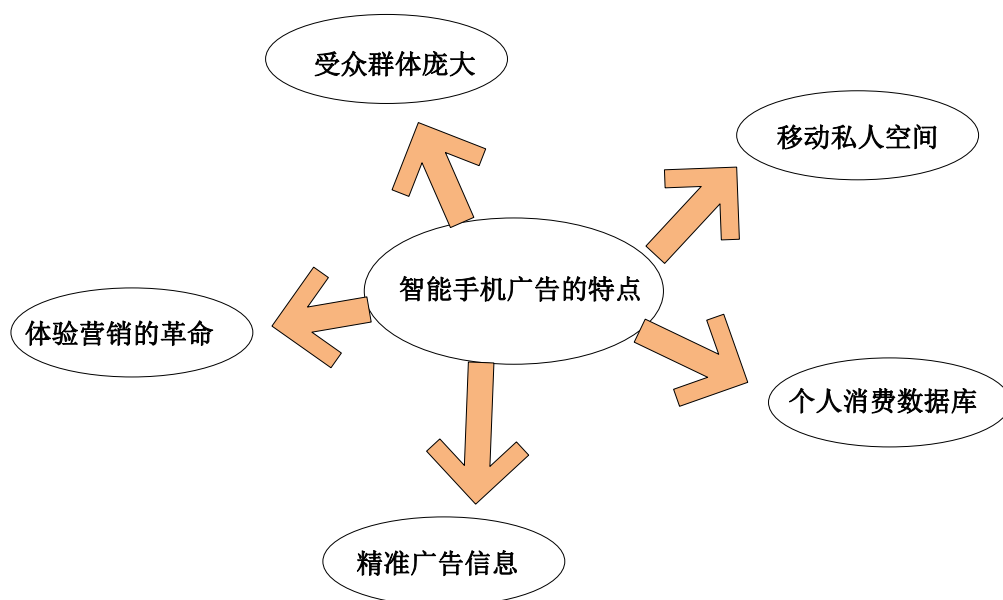 受众群体庞大
移动私人空间
智能手机广告的特点
体验营销的革命
个人消费数据库
精准广告信息